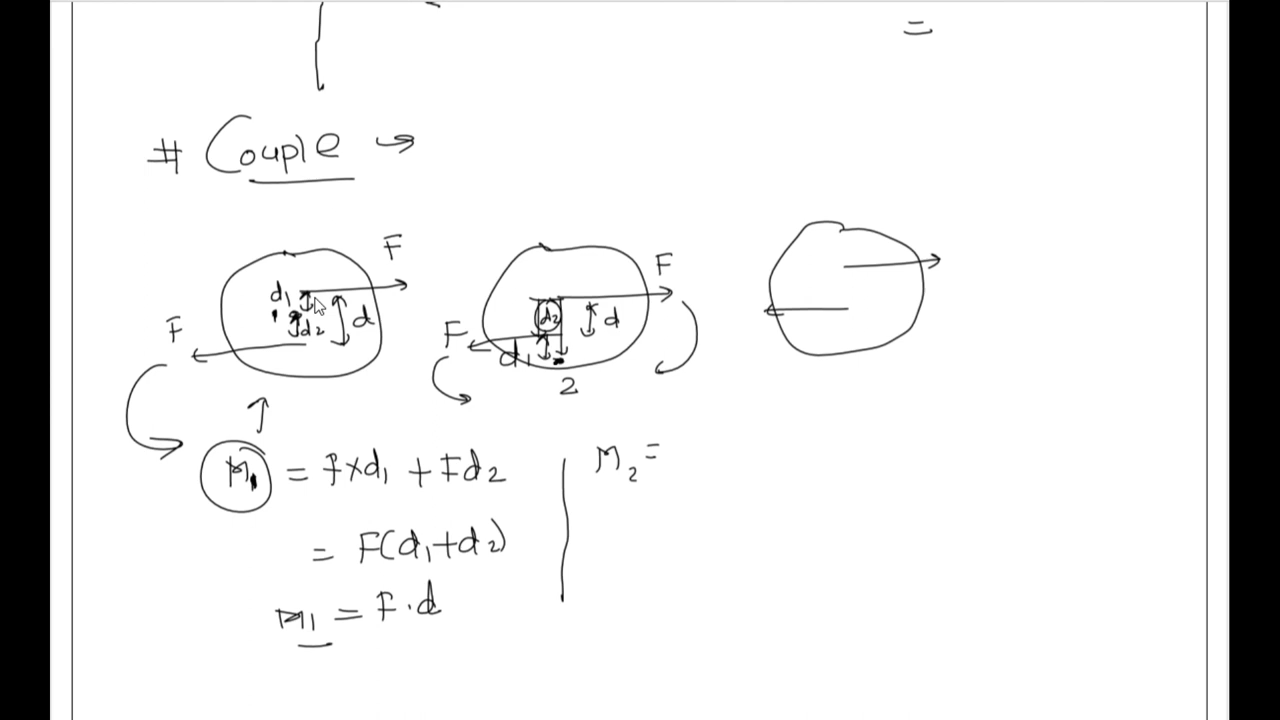 =
# Couple →
F
d₁
d₂
d
F
F
d₂
d
F
d₁
2
M₁ = F×d₁ + Fd₂
= F(d₁+d₂)
M₁ = F.d
M₂ =